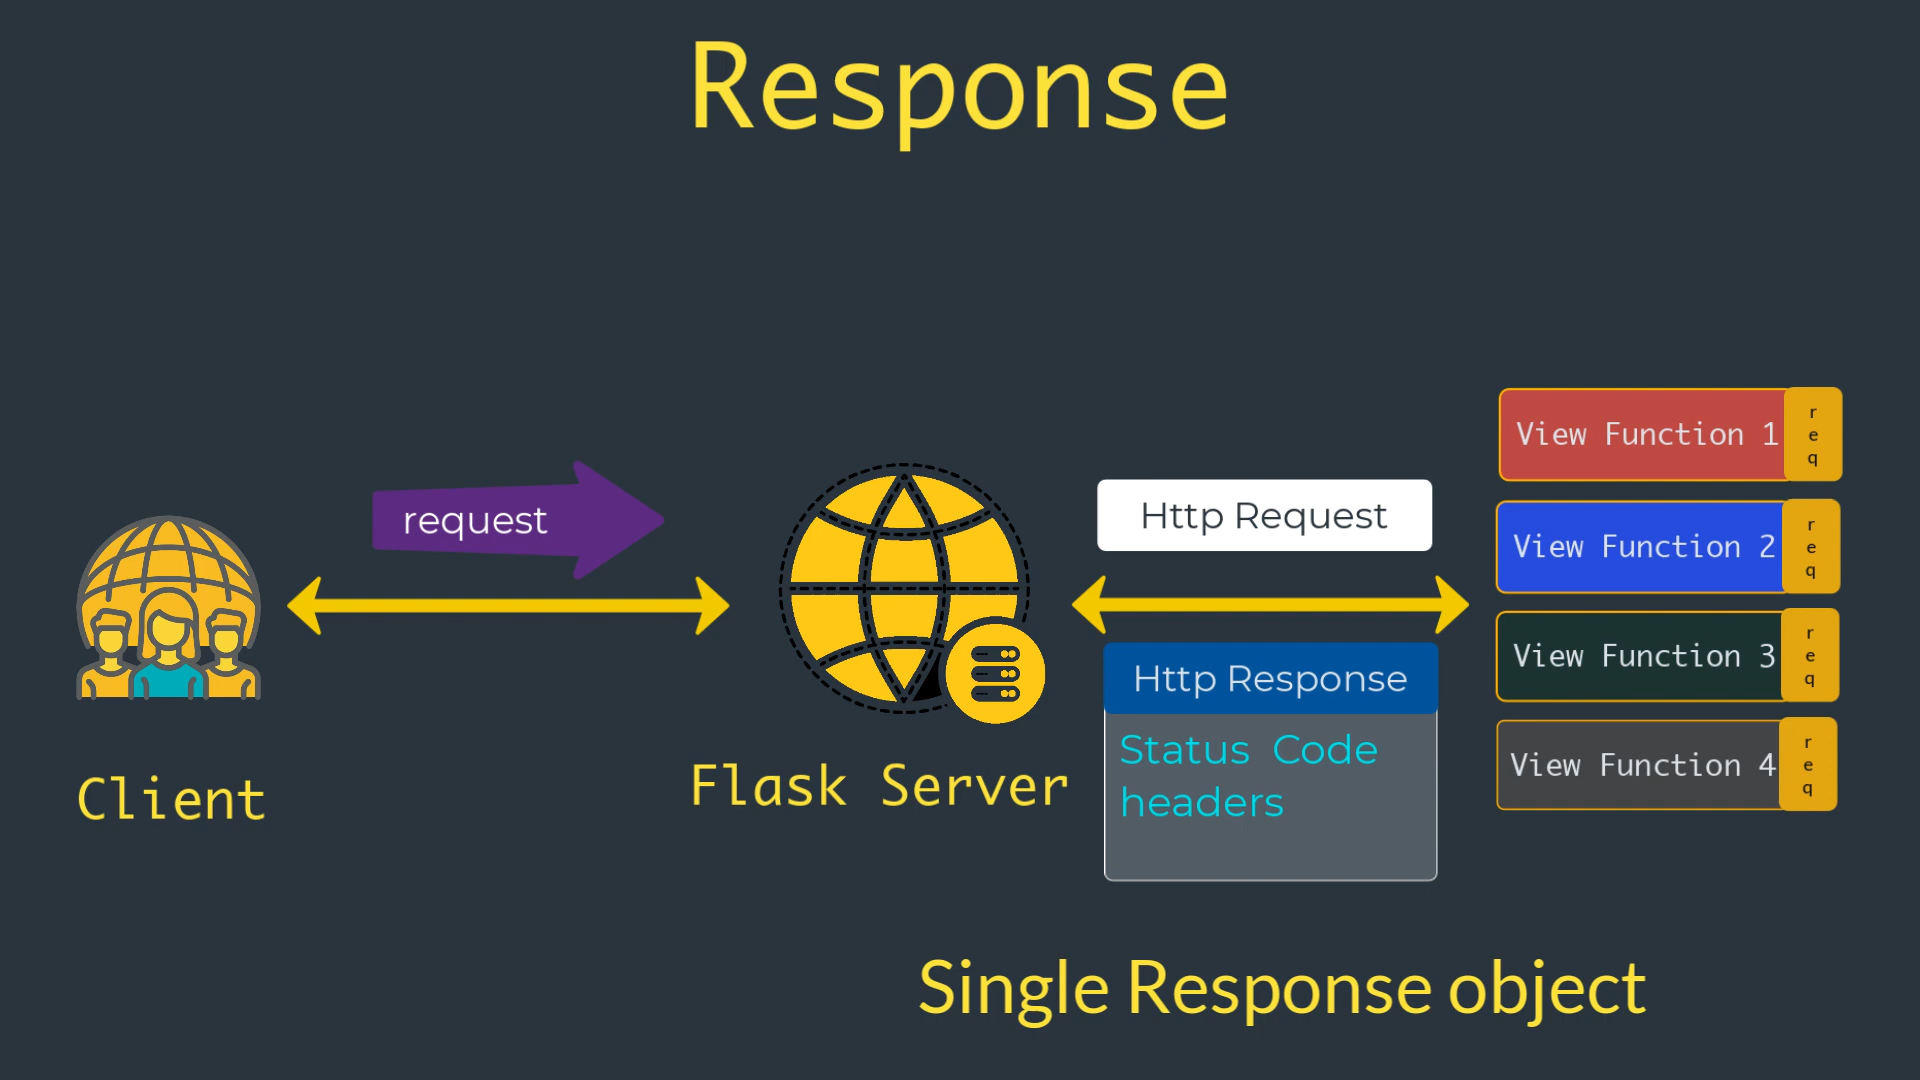 Response
request
Client
Flask Server
Http Request
Http Response
Status Code
headers
View Function 1
req
View Function 2
req
View Function 3
req
View Function 4
req
Single Response object